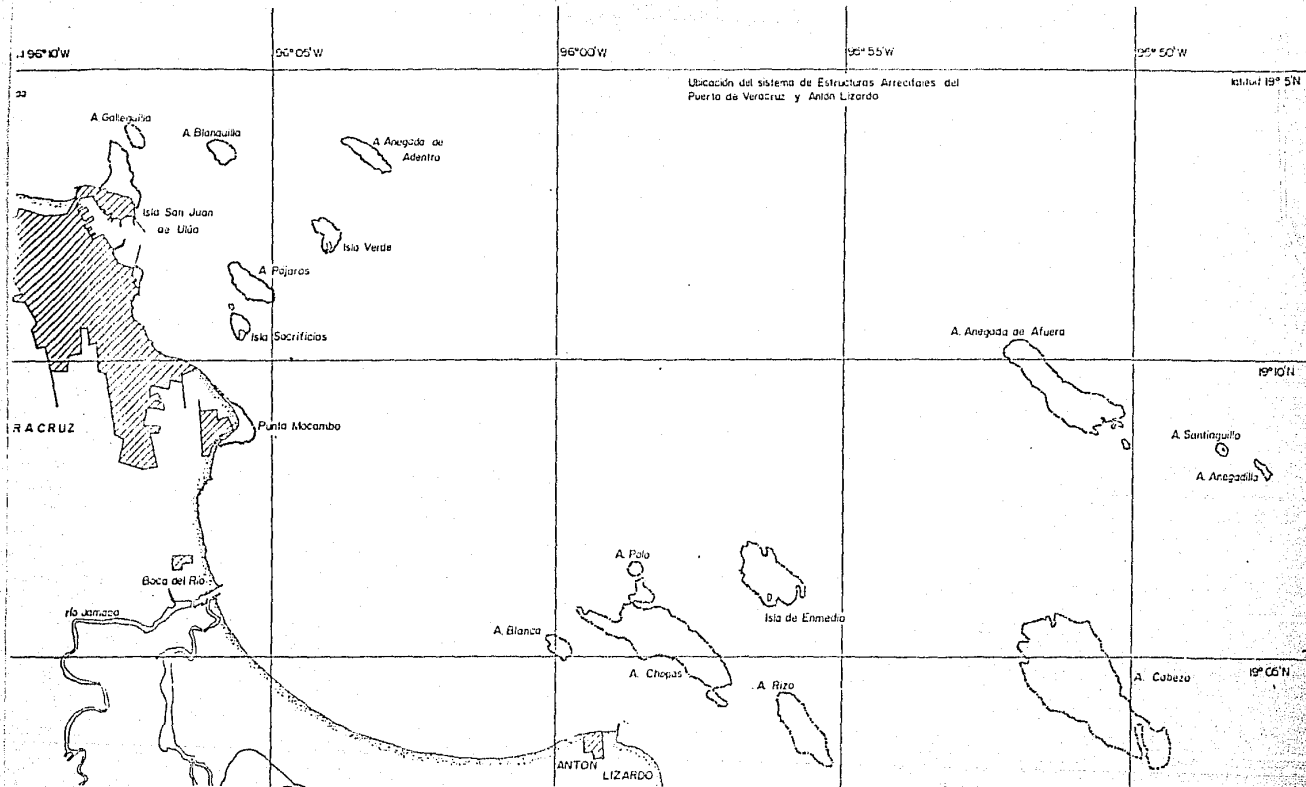 96°10'W
96°05'W
96°00'W
95°55'W
95°50'W
Ubicación del sistema de Estructuras Arrecifales del
Puerto de Veracruz y Antón Lizardo
latitud 19° 5'N
A. Galleguilla
A. Blanquilla
A. Anegada de
Adentro
Isla San Juan
de Ulúa
Isla Verde
A. Pájaros
Isla Sacrificios
A. Anegada de Afuera
19°10'N
RACRUZ
Punta Mocambo
A. Santiaguillo
A. Anegadilla
A. Polo
Boca del Río
río Jamapa
Isla de Enmedio
A. Blanca
A. Chopas
A. Rizo
A. Cabezo
19°05'N
ANTON
LIZARDO